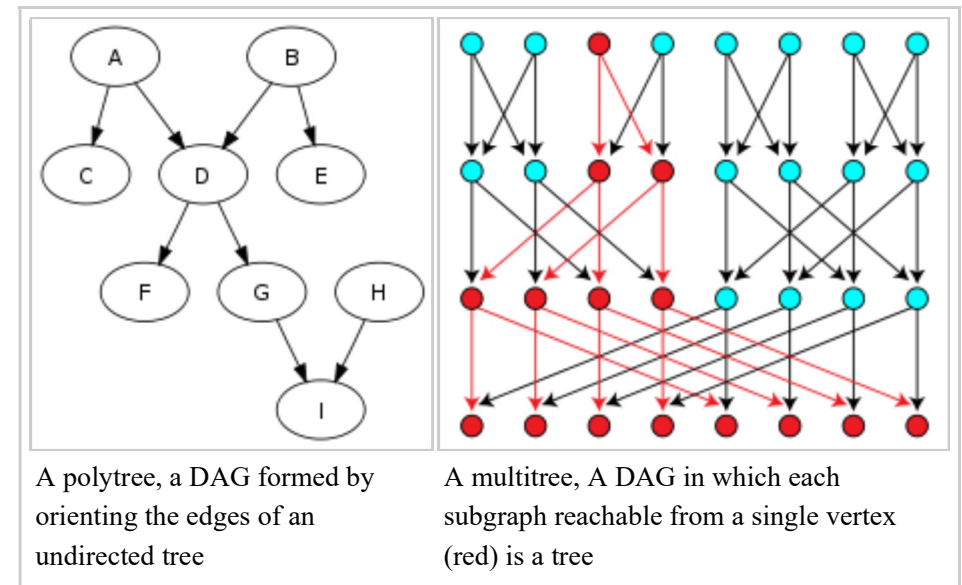 A B
C D E
F G H
I
A polytree, a DAG formed by
orienting the edges of an
undirected tree
A multitree, A DAG in which each
subgraph reachable from a single vertex
(red) is a tree